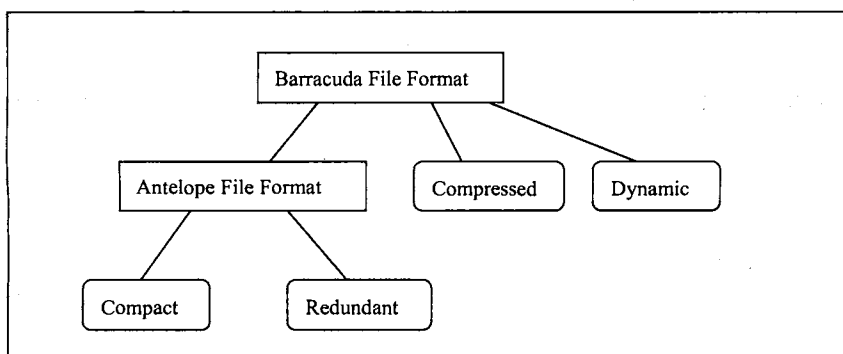 Barracuda File Format
Antelope File Format
Compressed
Dynamic
Compact
Redundant